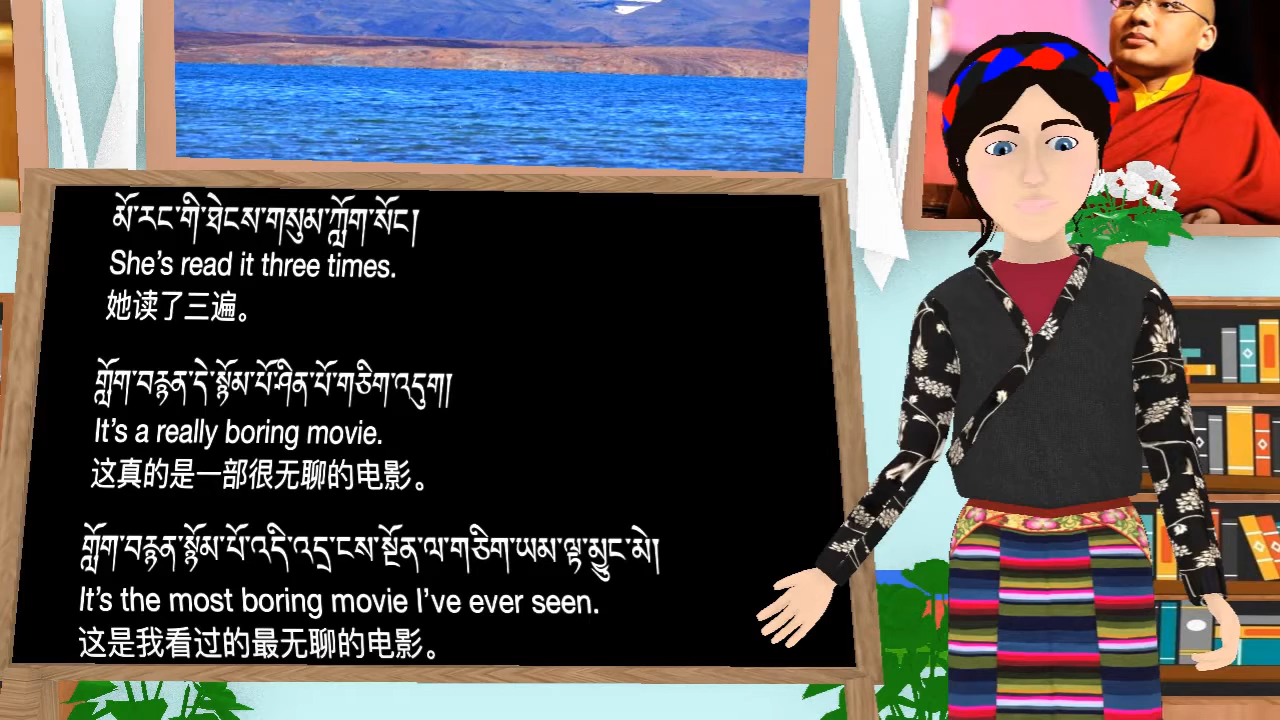 མོ་རང་གི་ཐེངས་གསུམ་ཀློག་སོང།
She's read it three times.
她读了三遍。
གློག་བརྙན་དེ་སྙོམ་པོ་ཤིན་པོ་གཅིག་འདུག།
It's a really boring movie.
这真的是一部很无聊的电影。
གློག་བརྙན་སྙོམ་པོ་འདི་འདྲ་ངས་སྔོན་ལ་གཅིག་ཡམ་ལྟ་མྱུང་མེ།
It's the most boring movie I've ever seen.
这是我看过的最无聊的电影。